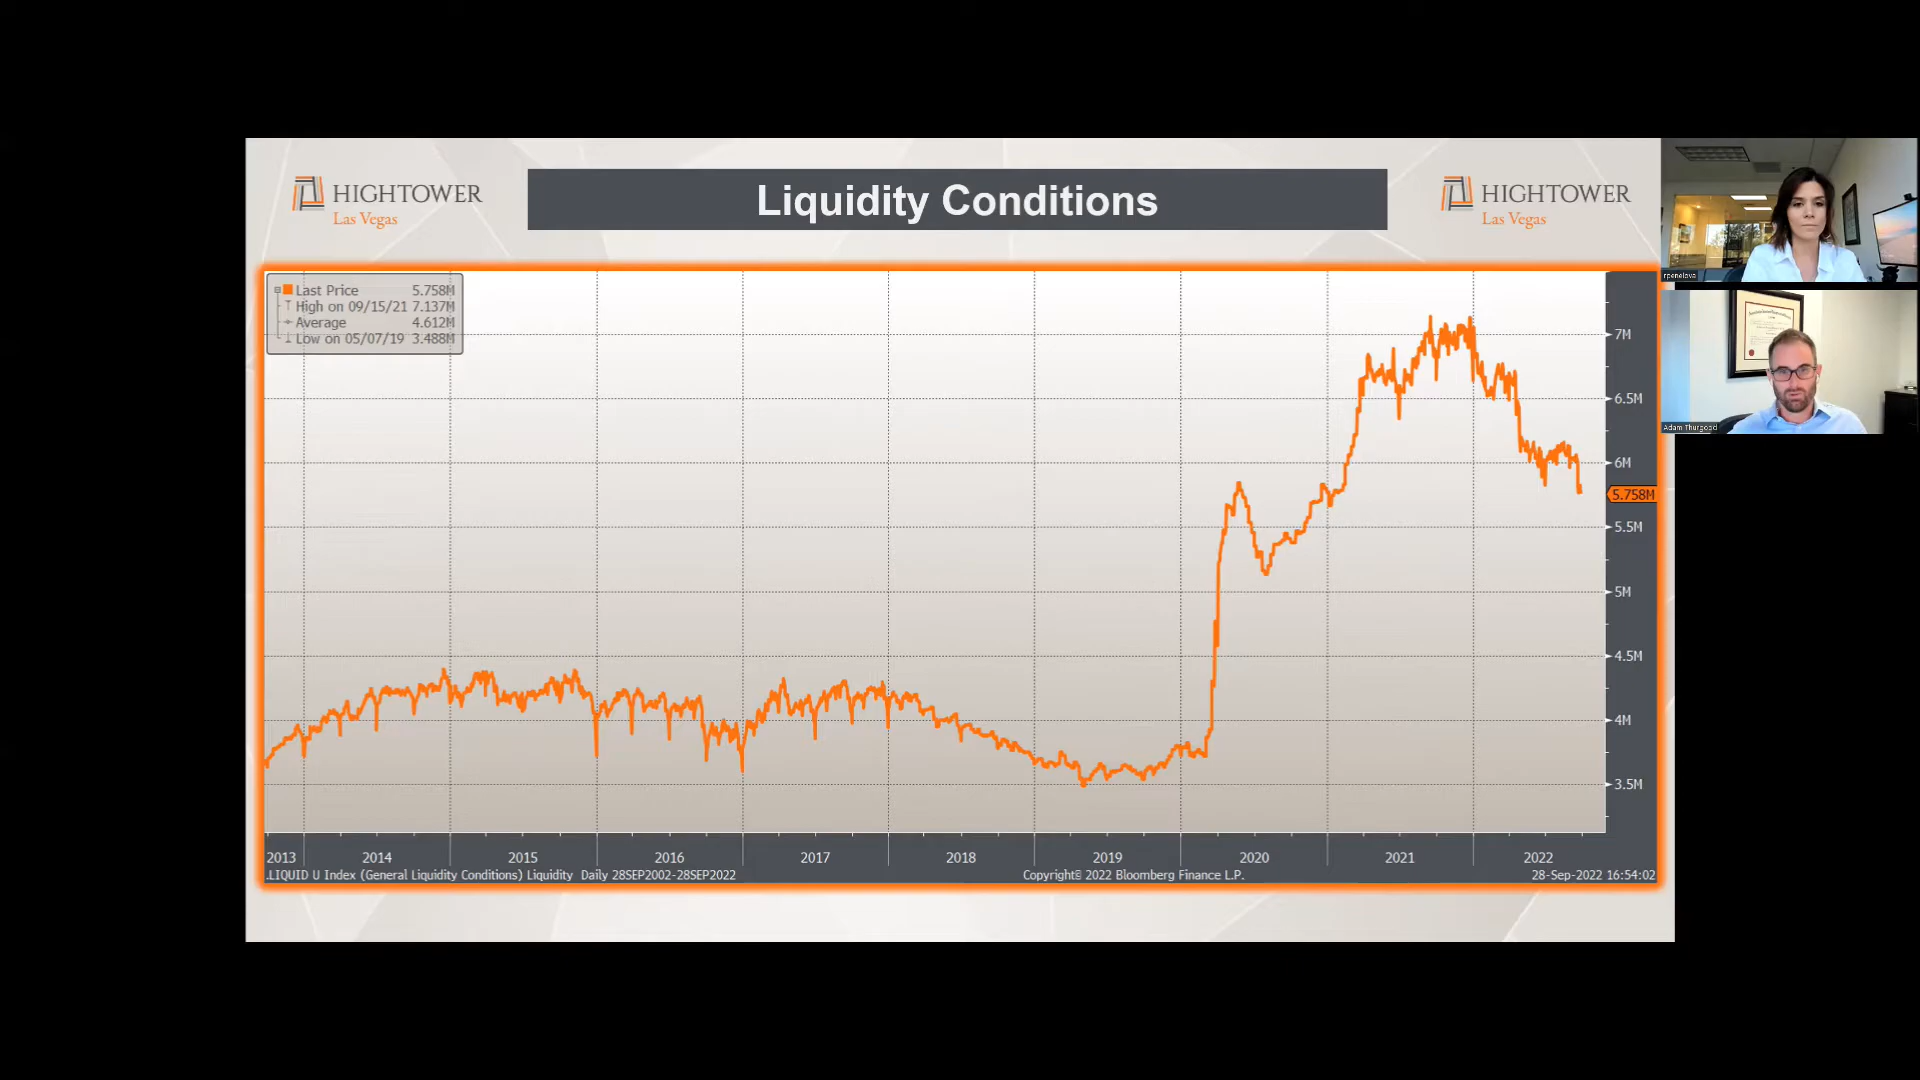 HIGHTOWER
Las Vegas
Liquidity Conditions
HIGHTOWER
Las Vegas
rpenelova
Adam Thurgood
Last Price 5.758M
High on 09/15/21 7.137M
Average 4.612M
Low on 05/07/19 3.488M
7M
6.5M
6M
5.758M
5.5M
5M
4.5M
4M
3.5M
2013 2014 2015 2016 2017 2018 2019 2020 2021 2022
.LIQUID U Index (General Liquidity Conditions) Liquidity Daily 28SEP2002-28SEP2022 Copyright© 2022 Bloomberg Finance L.P. 28-Sep-2022 16:54:02